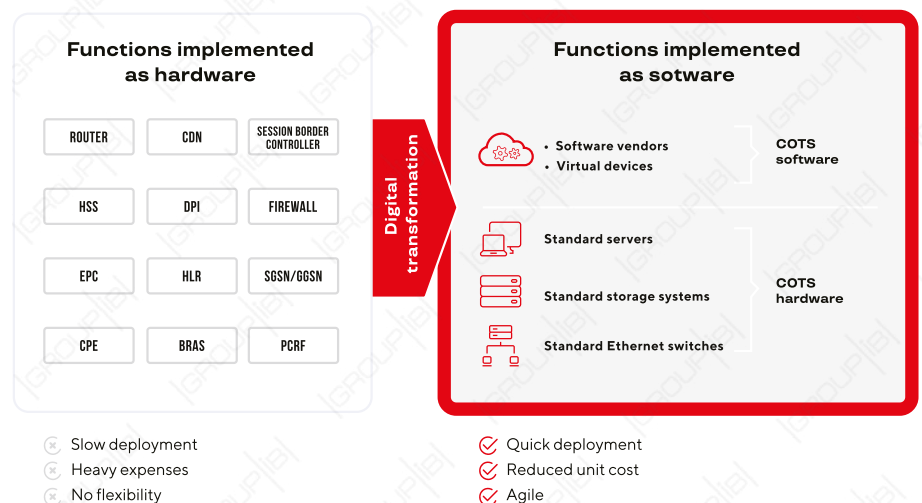 Functions implemented
as hardware
ROUTER
CDN
SESSION BORDER
CONTROLLER
HSS
DPI
FIREWALL
EPC
HLR
SGSN/GGSN
CPE
BRAS
PCRF
Slow deployment
Heavy expenses
No flexibility
Digital
transformation
Functions implemented
as sotware
• Software vendors
• Virtual devices
COTS
software
Standard servers
Standard storage systems
Standard Ethernet switches
COTS
hardware
Quick deployment
Reduced unit cost
Agile
GROUP|IB|